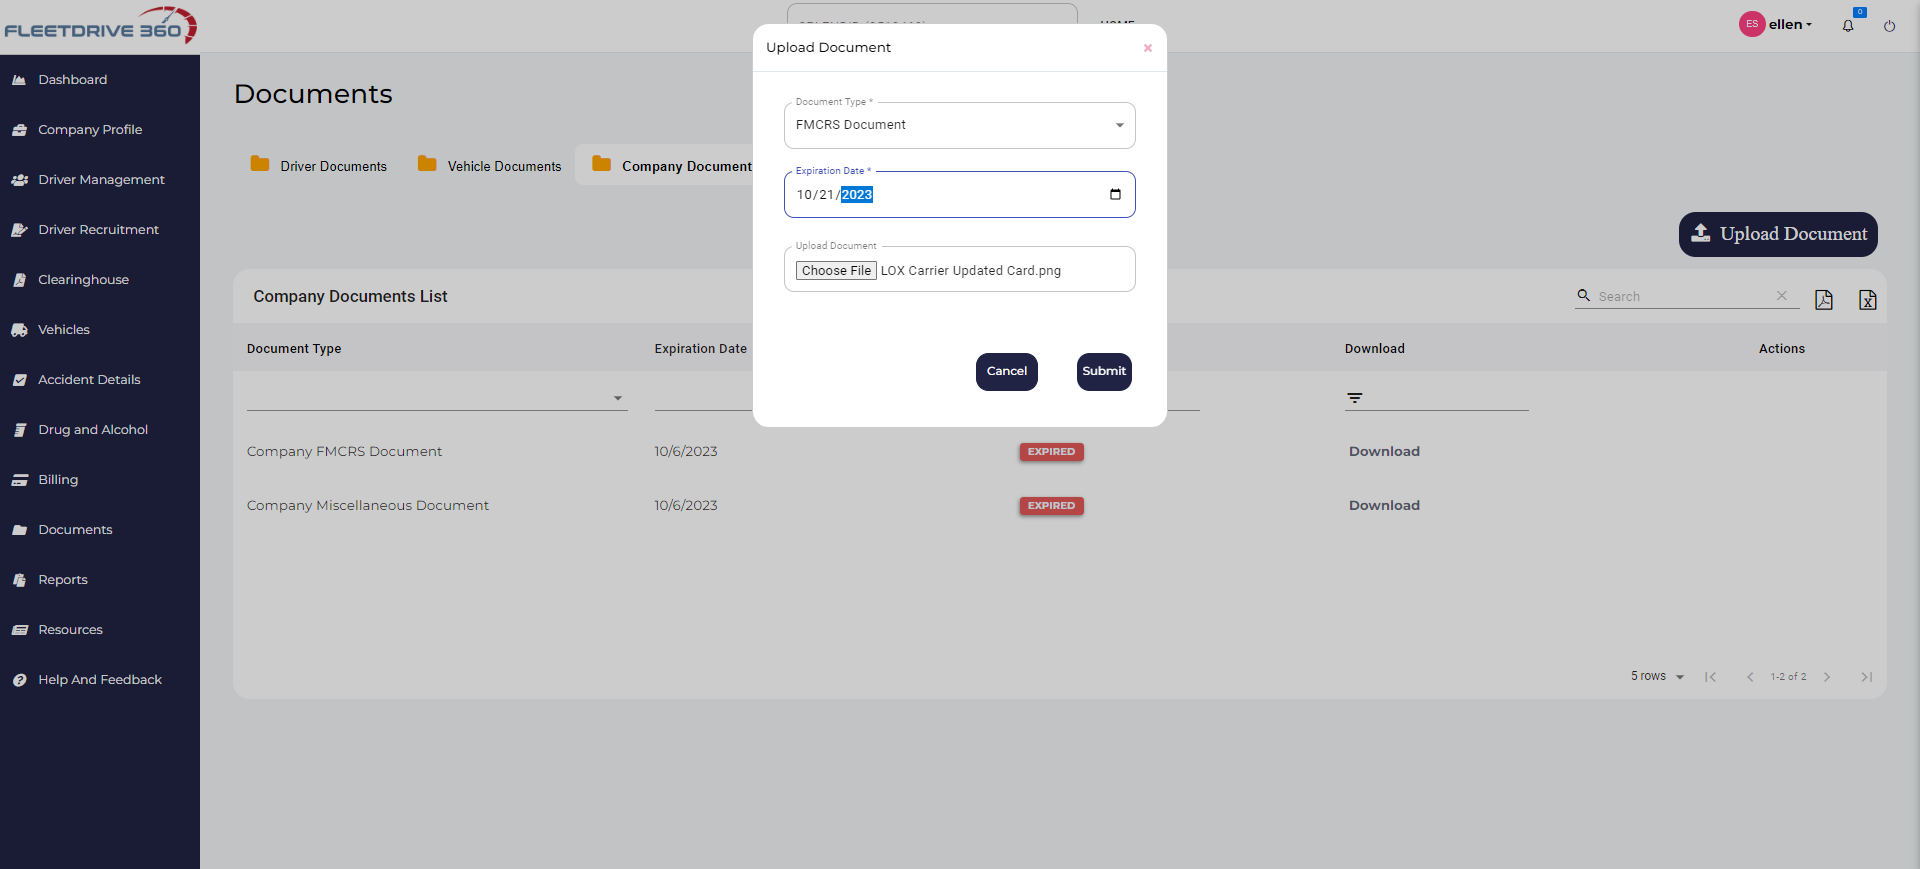 FLEETDRIVE 360
HOME
ES ellen
0
Dashboard
Company Profile
Driver Management
Driver Recruitment
Clearinghouse
Vehicles
Accident Details
Drug and Alcohol
Billing
Documents
Reports
Resources
Help And Feedback
Documents
Driver Documents
Vehicle Documents
Company Document
Upload Document
Upload Document
×
Document Type *
FMCRS Document
Expiration Date *
10/21/2023
Upload Document
Choose File LOX Carrier Updated Card.png
Cancel
Submit
Company Documents List
Search
Document Type
Expiration Date
Download
Actions
Company FMCRS Document
10/6/2023
EXPIRED
Download
Company Miscellaneous Document
10/6/2023
EXPIRED
Download
5 rows
1-2 of 2